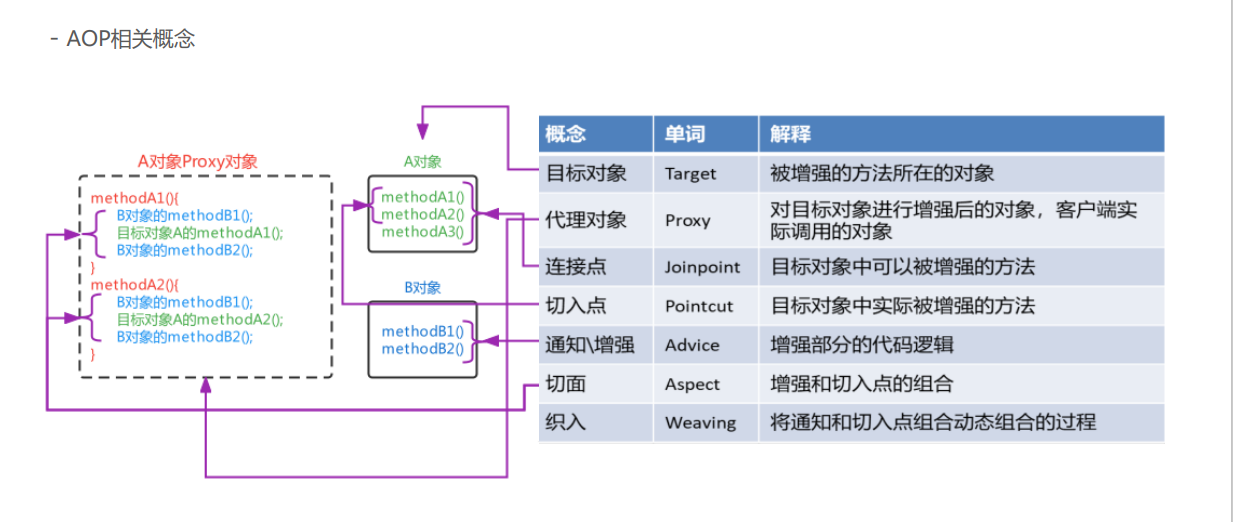 - AOP相关概念
A对象Proxy对象
methodA1(){
B对象的methodB1();
目标对象A的methodA1();
B对象的methodB2();
}
methodA2(){
B对象的methodB1();
目标对象A的methodA2();
B对象的methodB2();
}
A对象
methodA1()
methodA2()
methodA3()
B对象
methodB1()
methodB2()
概念 单词 解释
目标对象 Target 被增强的方法所在的对象
代理对象 Proxy 对目标对象进行增强后的对象，客户端实
际调用的对象
连接点 Joinpoint 目标对象中可以被增强的方法
切入点 Pointcut 目标对象中实际被增强的方法
通知\增强 Advice 增强部分的代码逻辑
切面 Aspect 增强和切入点的组合
织入 Weaving 将通知和切入点组合动态组合的过程